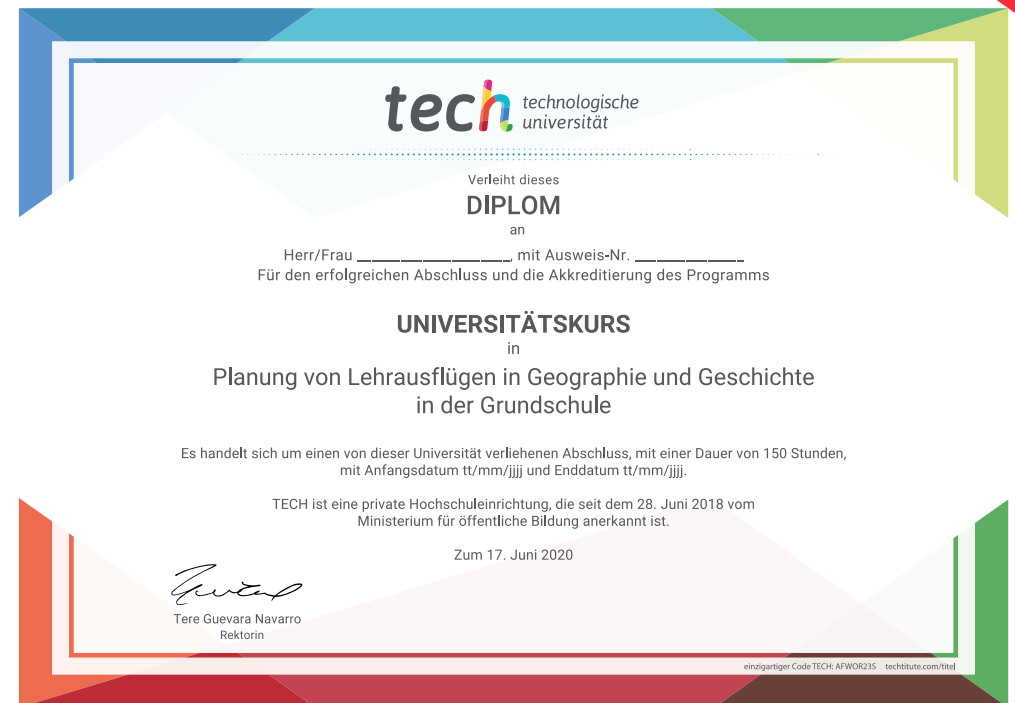 tech technologische
universität
Verleiht dieses
DIPLOM
an
Herr/Frau ____________________, mit Ausweis-Nr. ______________
Für den erfolgreichen Abschluss und die Akkreditierung des Programms
UNIVERSITÄTSKURS
in
Planung von Lehrausflügen in Geographie und Geschichte
in der Grundschule
Es handelt sich um einen von dieser Universität verliehenen Abschluss, mit einer Dauer von 150 Stunden,
mit Anfangsdatum tt/mm/jjjj und Enddatum tt/mm/jjjj.
TECH ist eine private Hochschuleinrichtung, die seit dem 28. Juni 2018 vom
Ministerium für öffentliche Bildung anerkannt ist.
Zum 17. Juni 2020
Tere Guevara Navarro
Rektorin
einzigartiger Code TECH: AFWOR23S techtitute.com/titel